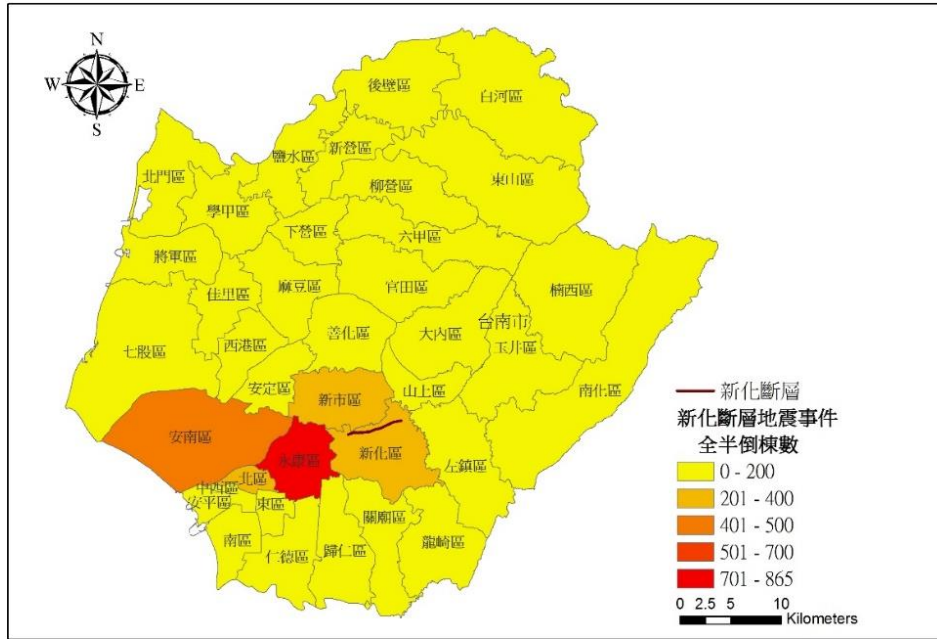 N
W E
S
後壁區
白河區
新營區
鹽水區
東山區
北門區
柳營區
學甲區
下營區
六甲區
將軍區
麻豆區
官田區
楠西區
佳里區
善化區
大內區
台南市
玉井區
七股區
西港區
安定區
山上區
南化區
新市區
安南區
永康區
新化區
左鎮區
北區
中西區
安平區
東區
關廟區
南區
仁德區
歸仁區
龍崎區
新化斷層
新化斷層地震事件
全半倒棟數
0 - 200
201 - 400
401 - 500
501 - 700
701 - 865
0 2.5 5 10
Kilometers